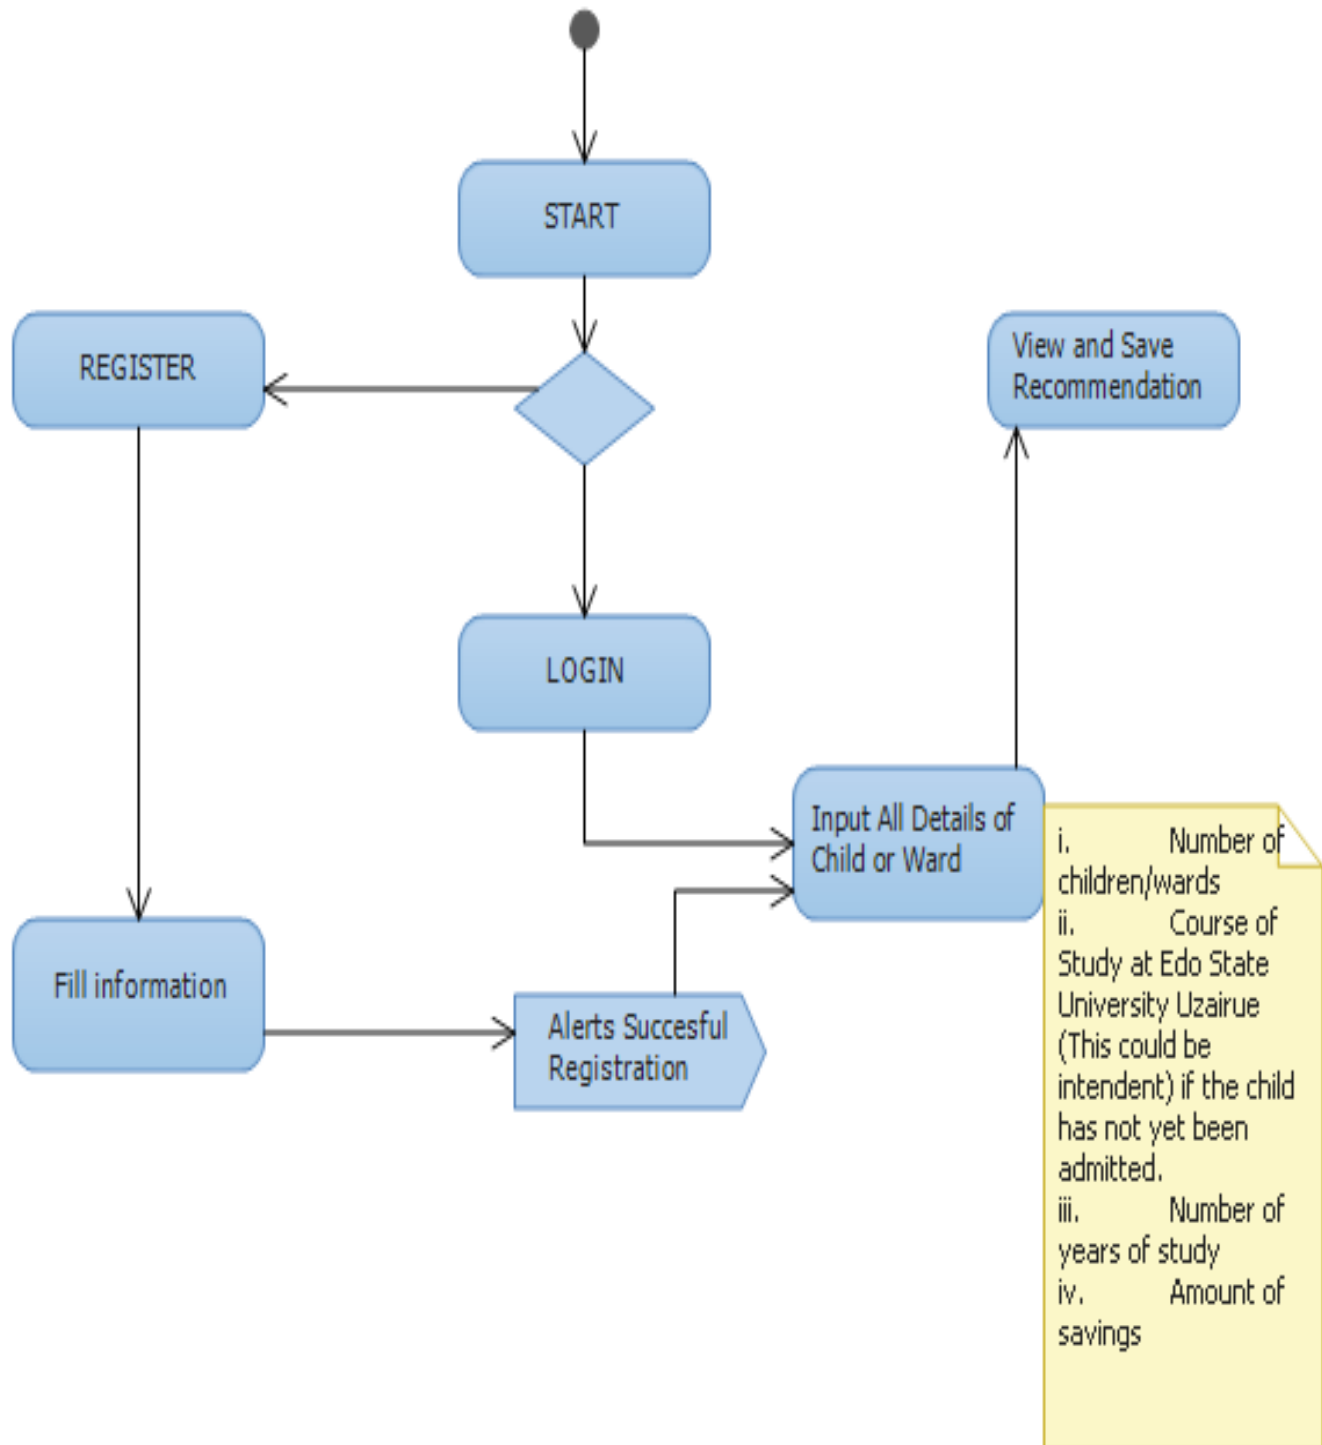 START
REGISTER
View and Save
Recommendation
LOGIN
Input All Details of
Child or Ward
i. Number of
children/wards
ii. Course of
Study at Edo State
University Uzairue
(This could be
intendent) if the child
has not yet been
admitted.
iii. Number of
years of study
iv. Amount of
savings
Fill information
Alerts Succesful
Registration